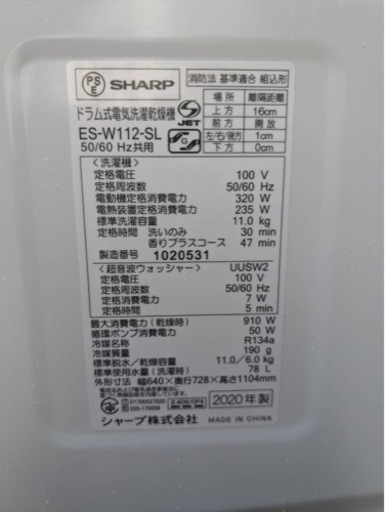 PS E SHARP
消防法 基準適合 組込形
ドラム式電気洗濯乾燥機 S JET
ES-W112-SL
50/60 Hz共用
場所 離隔距離
上方 16cm
前方 開放
左/右/後方 1cm
下方 0cm
〈洗濯機〉
定格電圧 100 V
定格周波数 50/60 Hz
電動機定格消費電力 320 W
電熱装置定格消費電力 235 W
標準洗濯容量 11.0 kg
定格時間 洗いのみ 30 min
香りプラスコース 47 min
製造番号 1020531
〈超音波ウォッシャー〉 UUSW2
定格電圧 100 V
定格周波数 50/60 Hz
定格消費電力 7 W
定格時間 5 min
最大消費電力(乾燥時) 910 W
循環ポンプ消費電力 50 W
冷媒名称 R134a
冷媒質量 190 g
標準脱水/乾燥容量 11.0/6.0 kg
標準使用水量(洗濯時) 78 L
外形寸法 幅640×奥行728×高さ1104mm
2020年製
シャープ株式会社 MADE IN CHINA